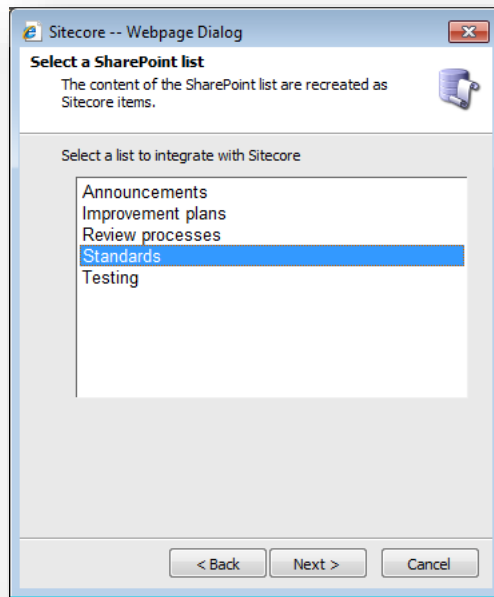 Sitecore -- Webpage Dialog
Select a SharePoint list
The content of the SharePoint list are recreated as
Sitecore items.
Select a list to integrate with Sitecore
Announcements
Improvement plans
Review processes
Standards
Testing
< Back
Next >
Cancel